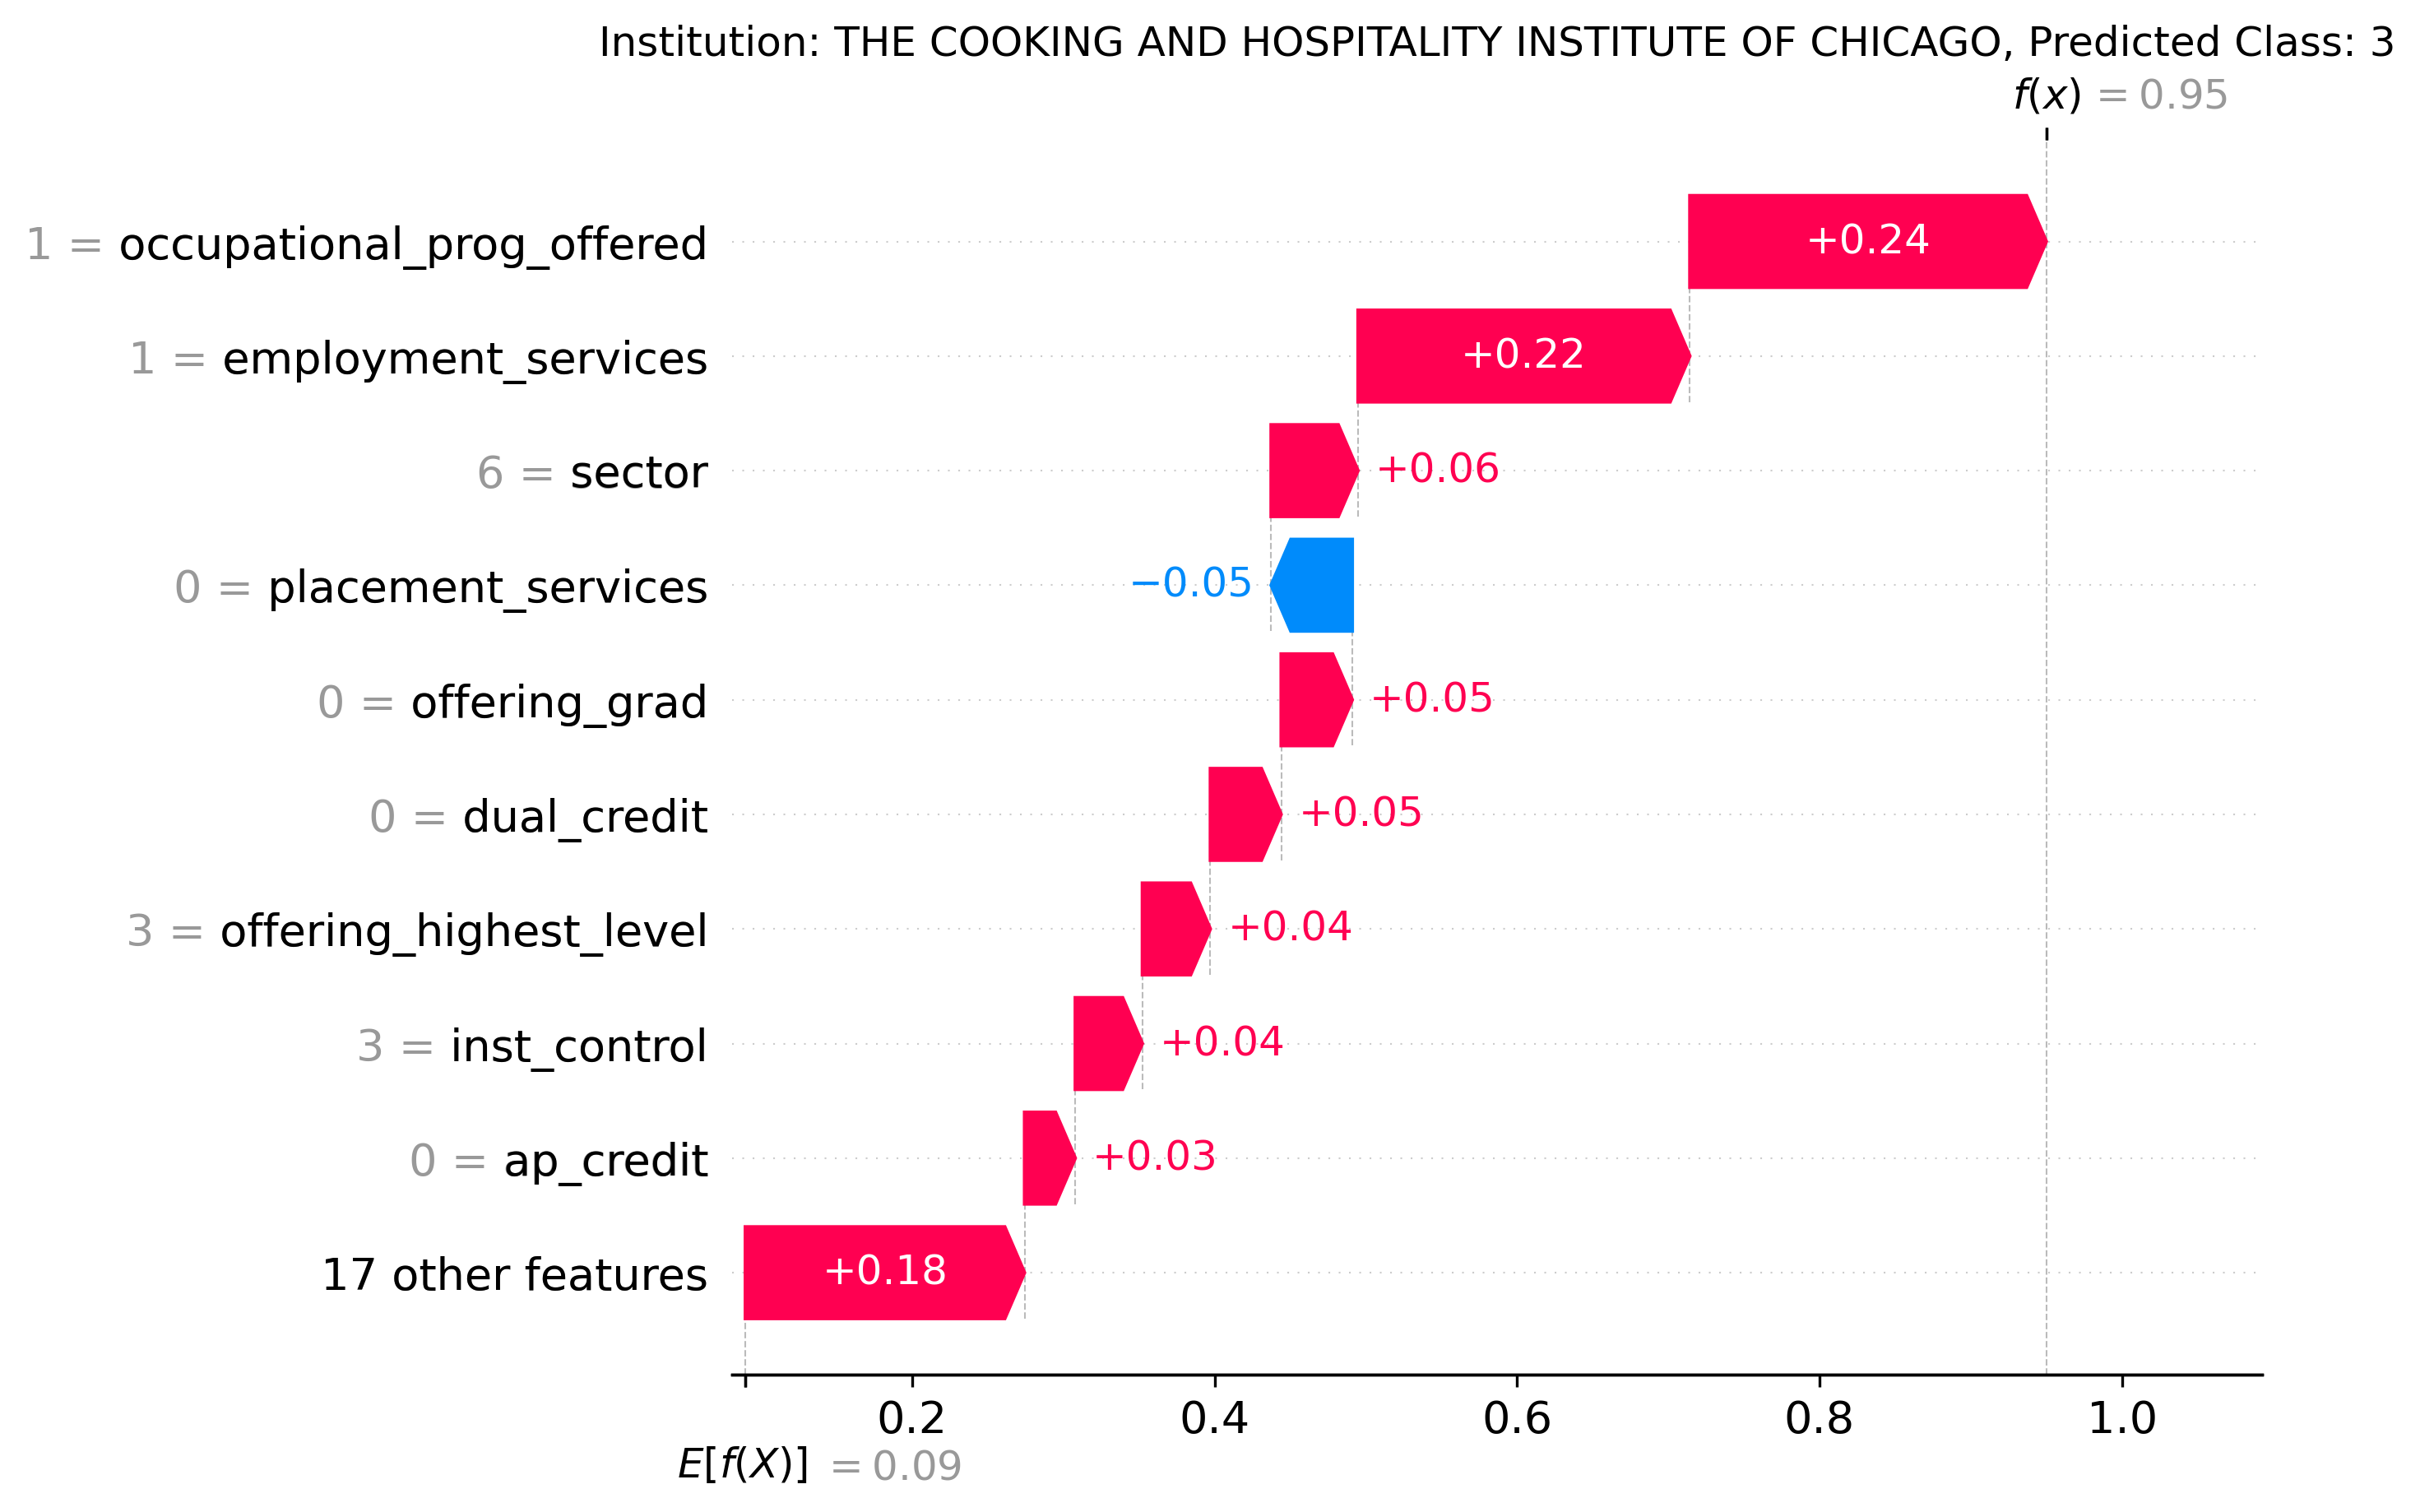 Institution: THE COOKING AND HOSPITALITY INSTITUTE OF CHICAGO, Predicted Class: 3
f(x) = 0.95
1 = occupational_prog_offered +0.24
1 = employment_services +0.22
6 = sector +0.06
0 = placement_services −0.05
0 = offering_grad +0.05
0 = dual_credit +0.05
3 = offering_highest_level +0.04
3 = inst_control +0.04
0 = ap_credit +0.03
17 other features +0.18
0.2 0.4 0.6 0.8 1.0
E[f(X)] = 0.09